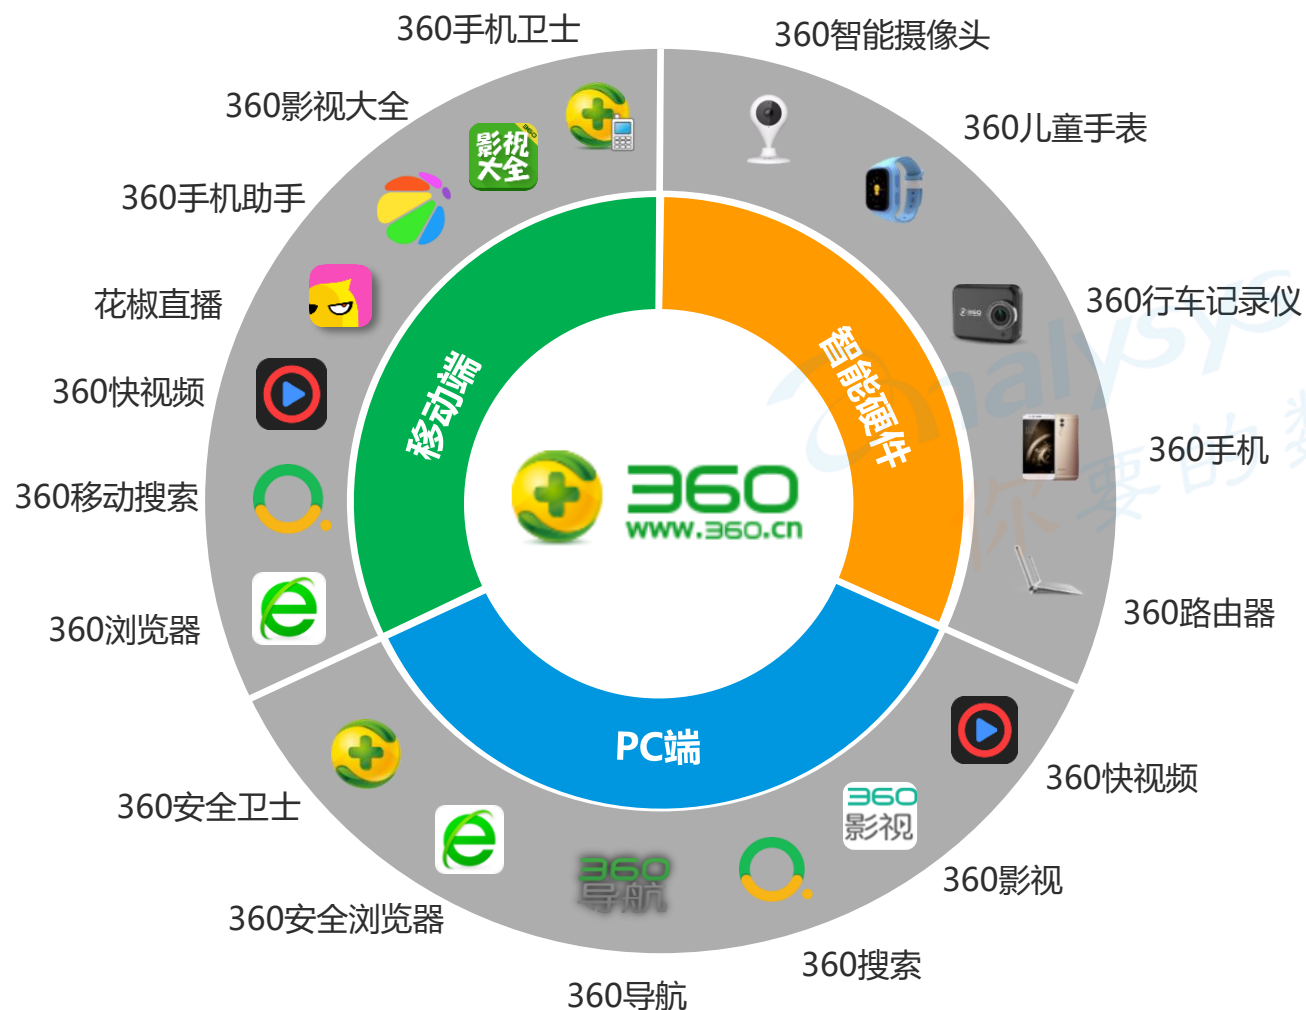 360手机卫士
360智能摄像头
360影视大全
360儿童手表
影视
大全
360
360手机助手
花椒直播
360行车记录仪
360
analysys
360快视频
移动端
智能硬件
你要的数
360手机
360移动搜索
360
www.360.cn
360浏览器
360路由器
PC端
360快视频
360安全卫士
360
影视
360影视
360安全浏览器
360
导航
360搜索
360导航